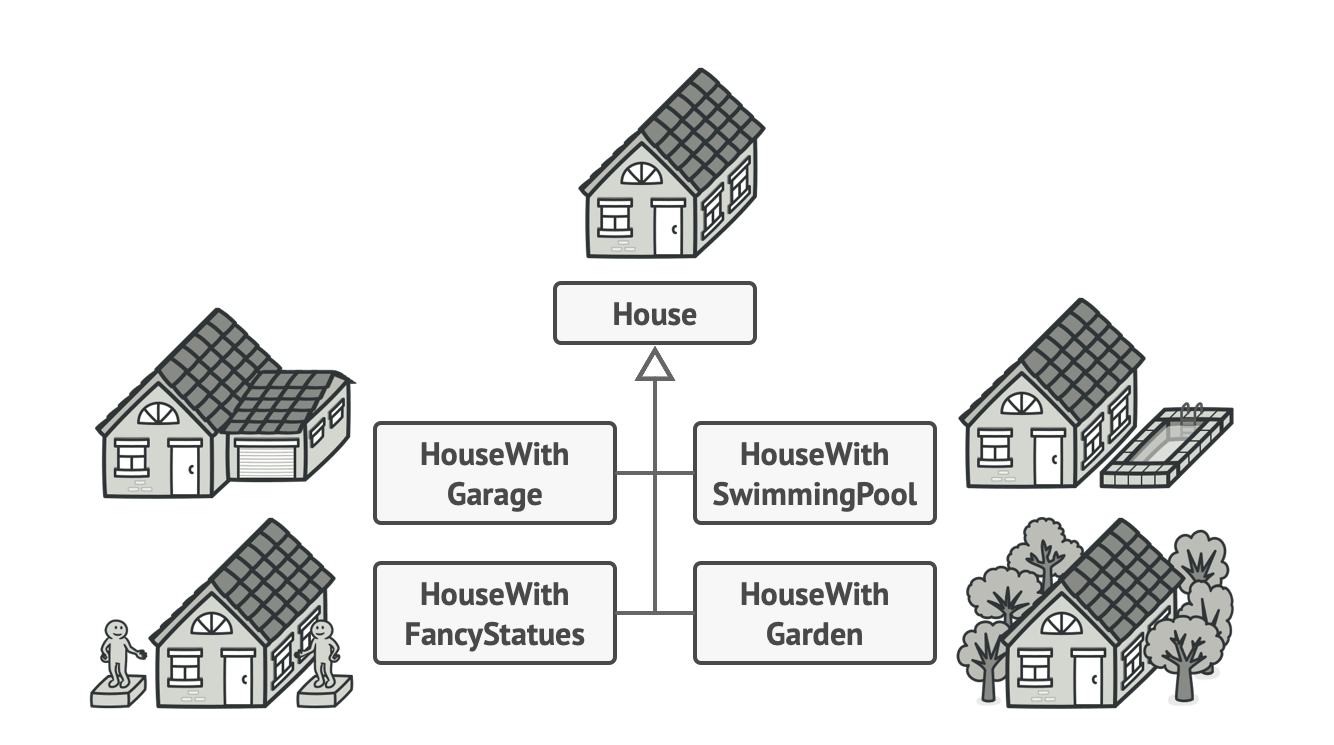 House
HouseWith
Garage
HouseWith
SwimmingPool
HouseWith
FancyStatues
HouseWith
Garden